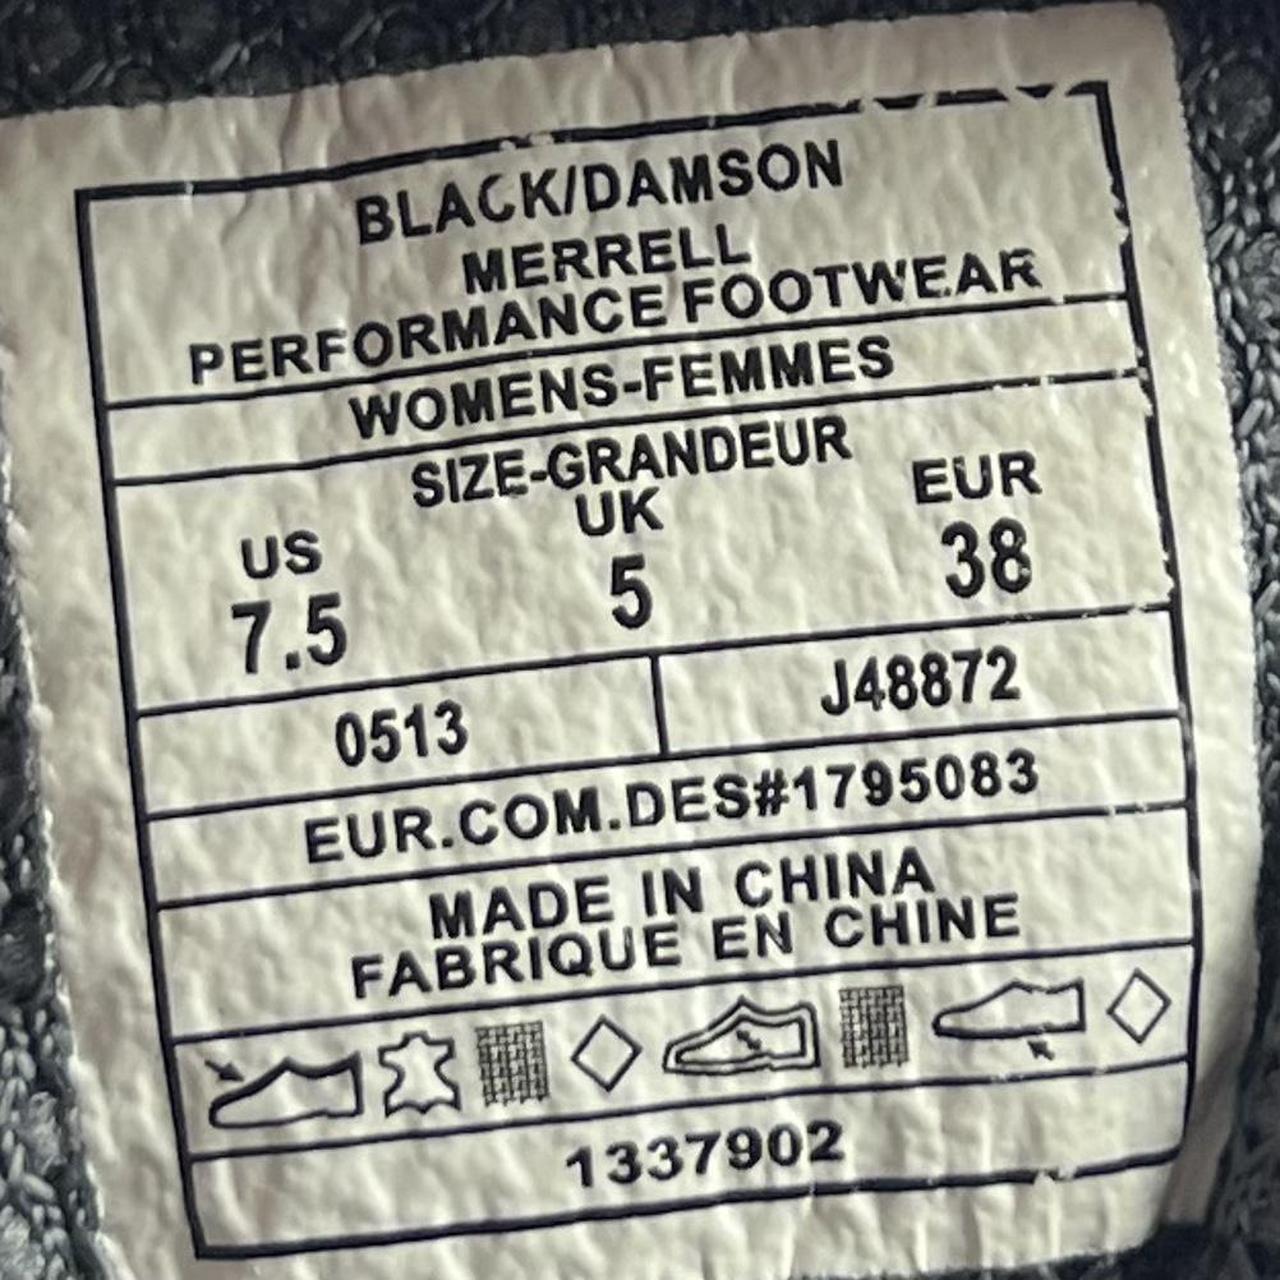 BLACK/DAMSON
MERRELL
PERFORMANCE FOOTWEAR
WOMENS-FEMMES
SIZE-GRANDEUR
US UK EUR
7.5 5 38
0513 J48872
EUR.COM.DES#1795083
MADE IN CHINA
FABRIQUE EN CHINE
1337902